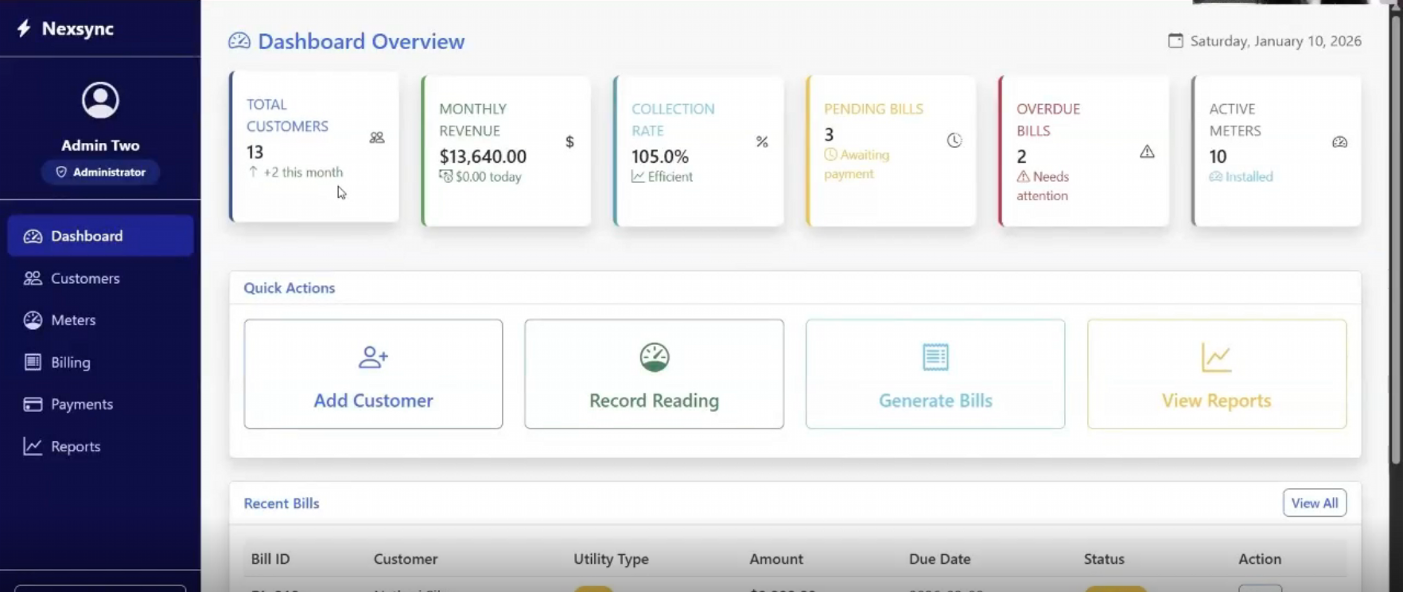 Nexsync
Admin Two
Administrator
Dashboard
Customers
Meters
Billing
Payments
Reports
Dashboard Overview
Saturday, January 10, 2026
TOTAL
CUSTOMERS
13
↑ +2 this month
MONTHLY
REVENUE
$13,640.00
$0.00 today
$
COLLECTION
RATE
105.0%
Efficient
%
PENDING BILLS
3
Awaiting
payment
OVERDUE
BILLS
2
Needs
attention
ACTIVE
METERS
10
Installed
Quick Actions
Add Customer
Record Reading
Generate Bills
View Reports
Recent Bills
View All
Bill ID Customer Utility Type Amount Due Date Status Action